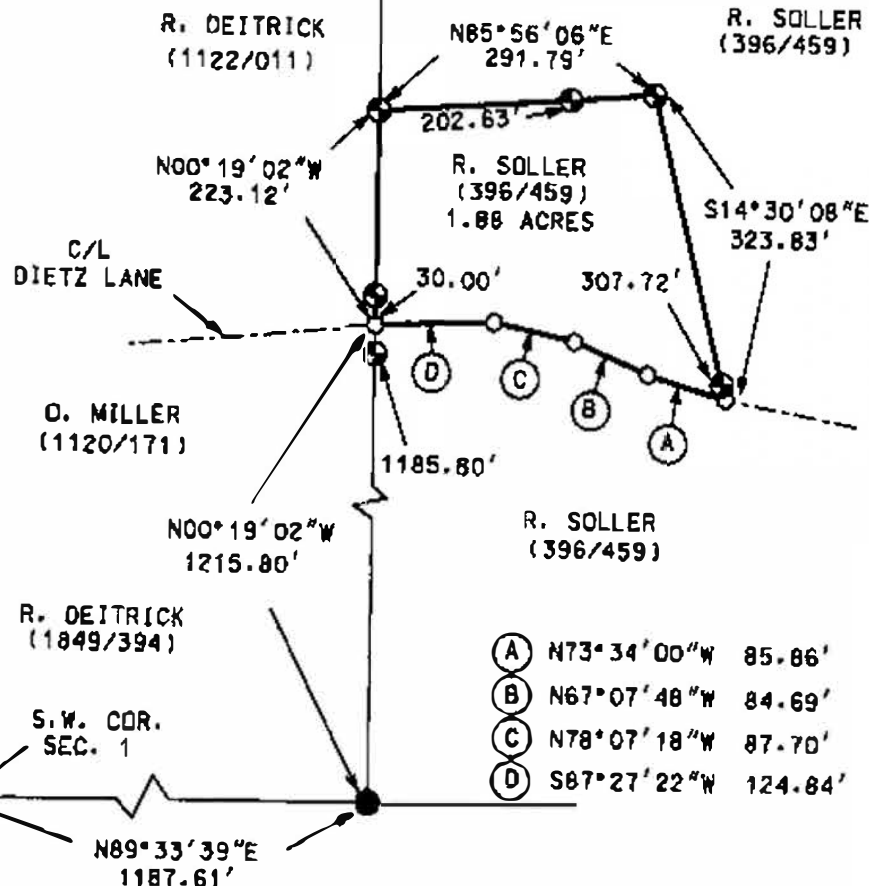 R. DEITRICK
(1122/011)
N85°56'06"E
291.79'
R. SOLLER
(396/459)
202.63'
N00°19'02"W
223.12'
R. SOLLER
(396/459)
1.88 ACRES
S14°30'08"E
323.83'
C/L
DIETZ LANE
30.00'
307.72'
D
C
B
A
O. MILLER
(1120/171)
1185.80'
N00°19'02"W
1215.80'
R. SOLLER
(396/459)
R. DEITRICK
(1849/394)
A N73°34'00"W 85.86'
B N67°07'48"W 84.69'
C N78°07'18"W 87.70'
D S87°27'22"W 124.84'
S.W. COR.
SEC. 1
N89°33'39"E
1187.61'